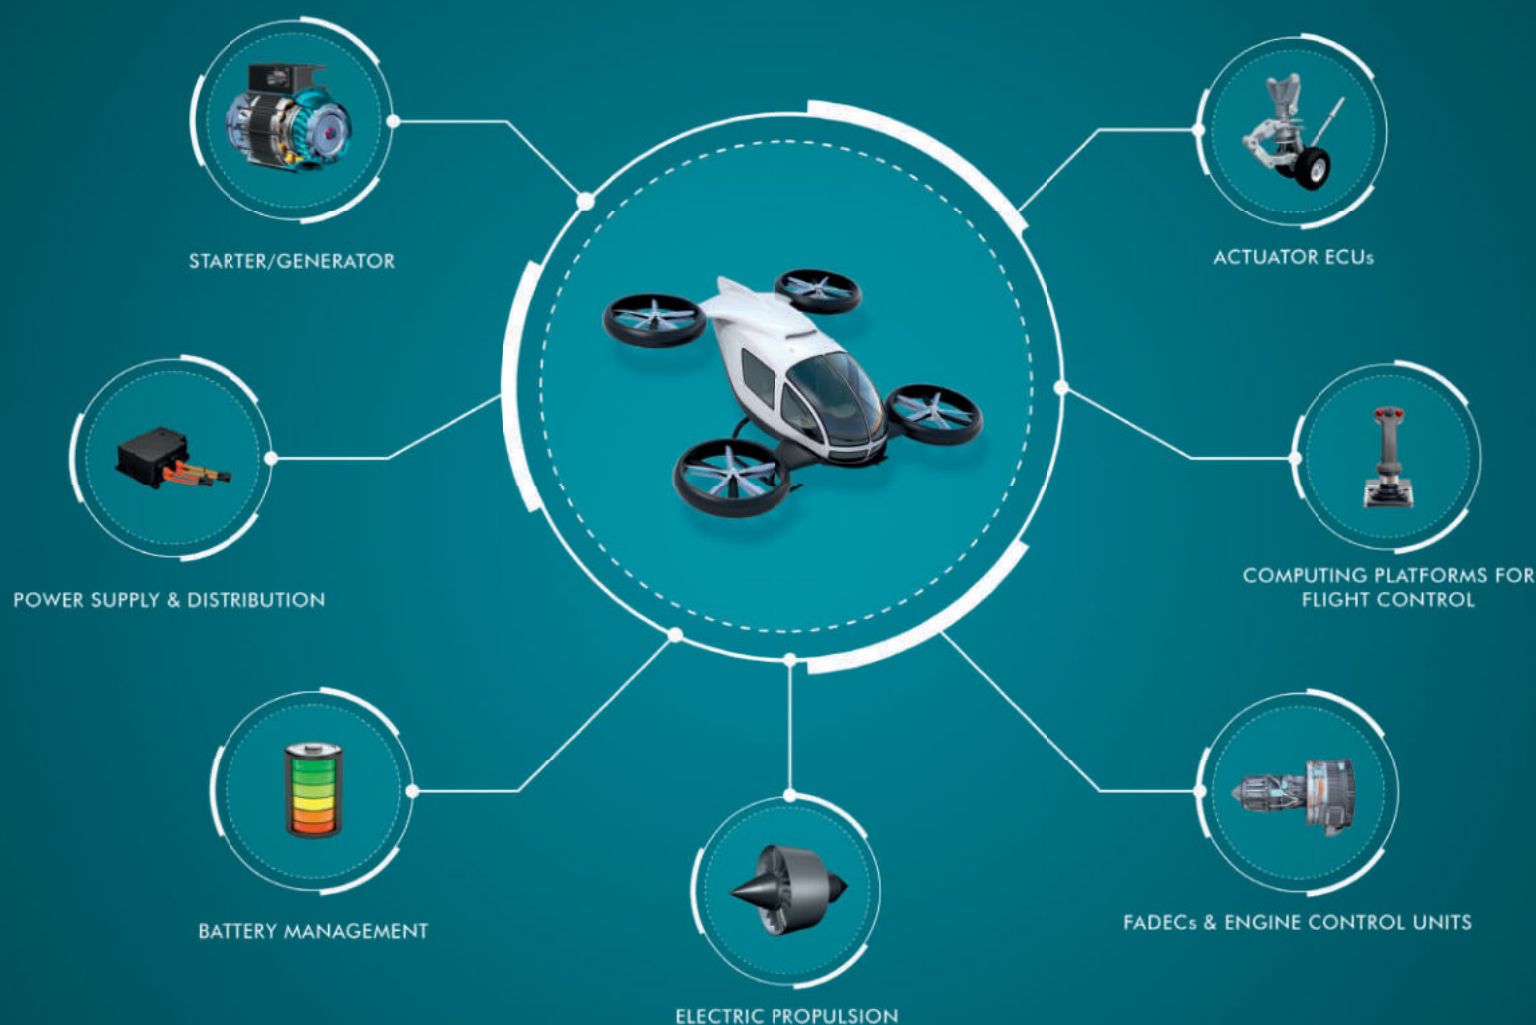 STARTER/GENERATOR
ACTUATOR ECUs
POWER SUPPLY & DISTRIBUTION
COMPUTING PLATFORMS FOR
FLIGHT CONTROL
BATTERY MANAGEMENT
FADECs & ENGINE CONTROL UNITS
ELECTRIC PROPULSION